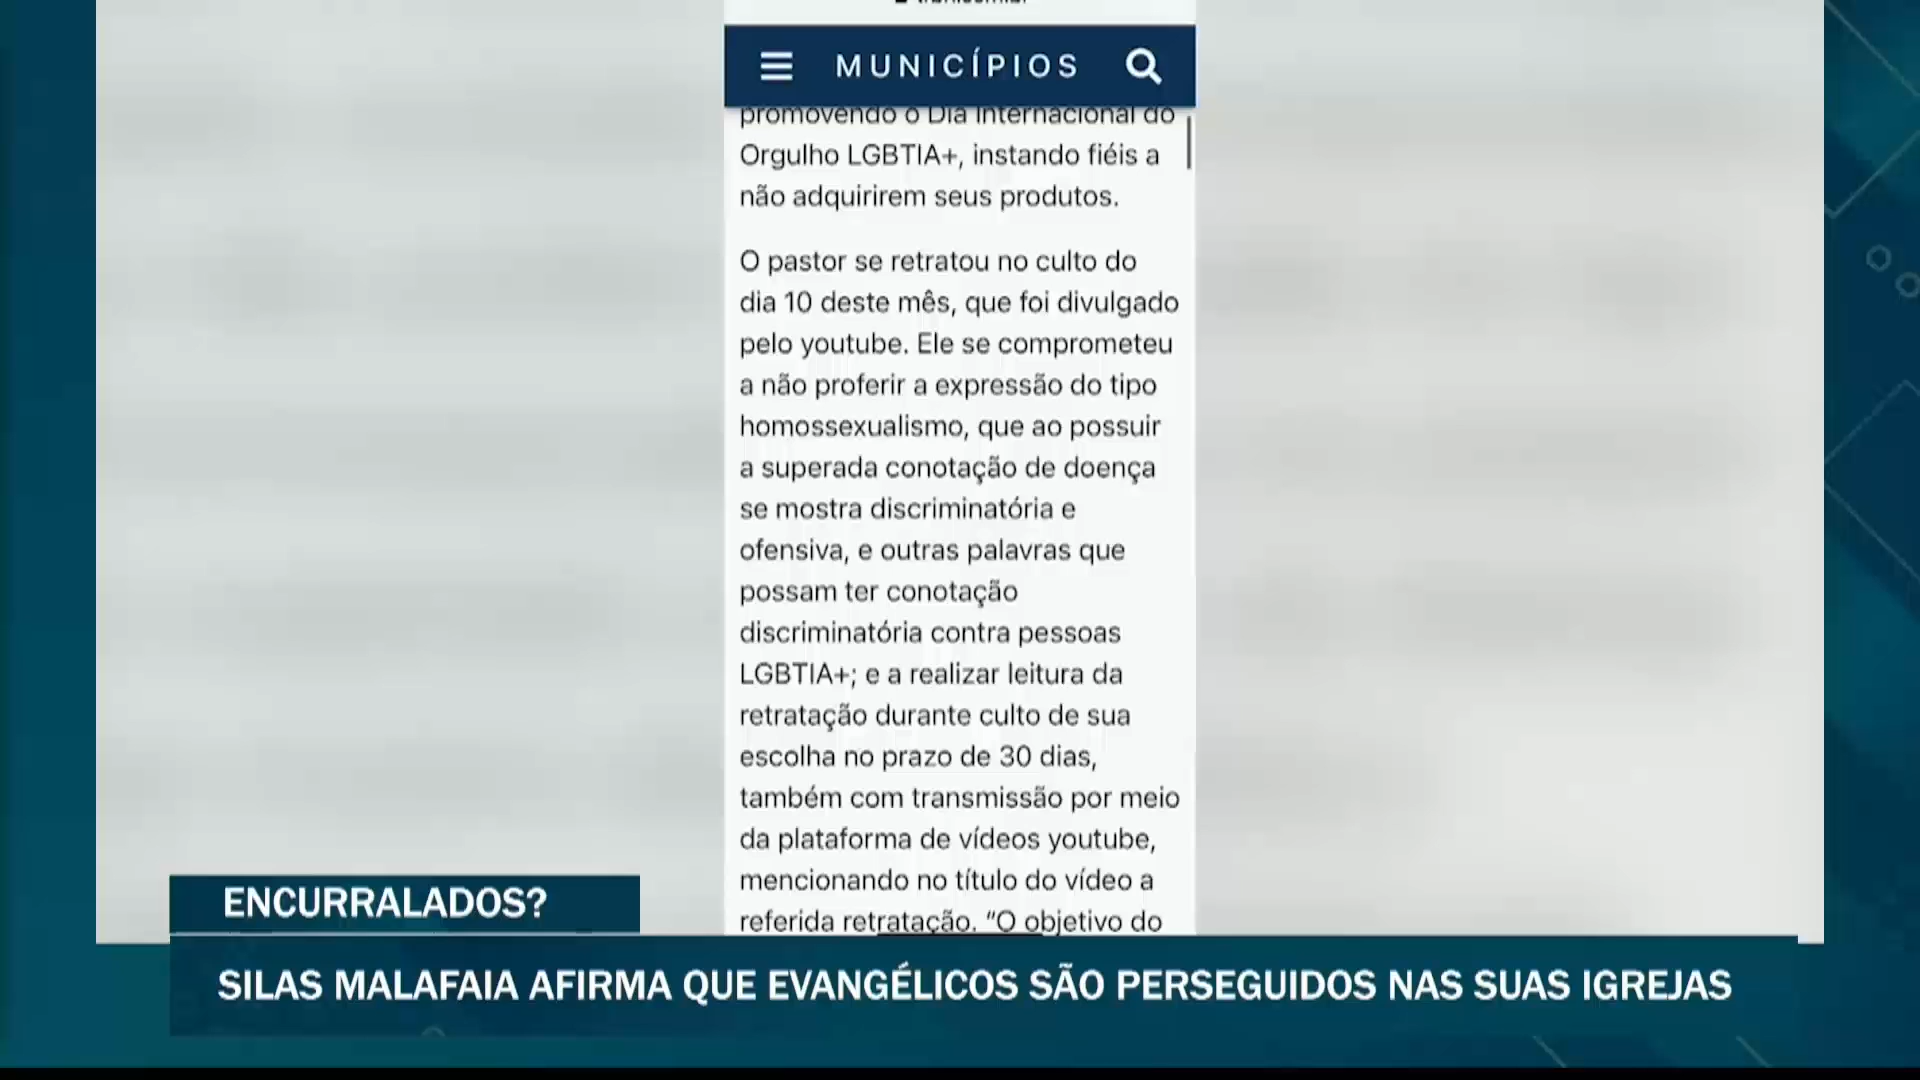 MUNICÍPIOS
promovendo o Dia Internacional do
Orgulho LGBTIA+, instando fiéis a
não adquirirem seus produtos.
O pastor se retratou no culto do
dia 10 deste mês, que foi divulgado
pelo youtube. Ele se comprometeu
a não proferir a expressão do tipo
homossexualismo, que ao possuir
a superada conotação de doença
se mostra discriminatória e
ofensiva, e outras palavras que
possam ter conotação
discriminatória contra pessoas
LGBTIA+; e a realizar leitura da
retratação durante culto de sua
escolha no prazo de 30 dias,
também com transmissão por meio
da plataforma de vídeos youtube,
mencionando no título do vídeo a
referida retratação. “O objetivo do
ENCURRALADOS?
SILAS MALAFAIA AFIRMA QUE EVANGÉLICOS SÃO PERSEGUIDOS NAS SUAS IGREJAS